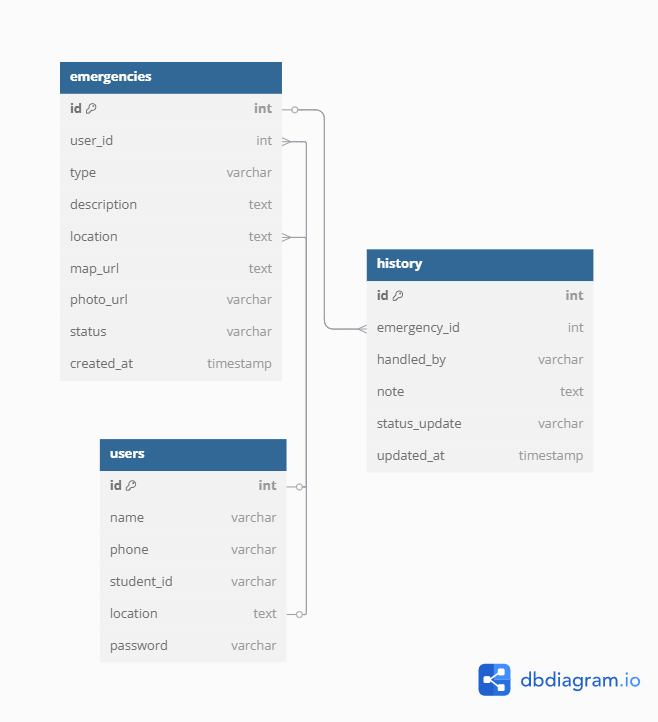 emergencies
id int
user_id int
type varchar
description text
location text
map_url text
photo_url varchar
status varchar
created_at timestamp
history
id int
emergency_id int
handled_by varchar
note text
status_update varchar
updated_at timestamp
users
id int
name varchar
phone varchar
student_id varchar
location text
password varchar
dbdiagram.io